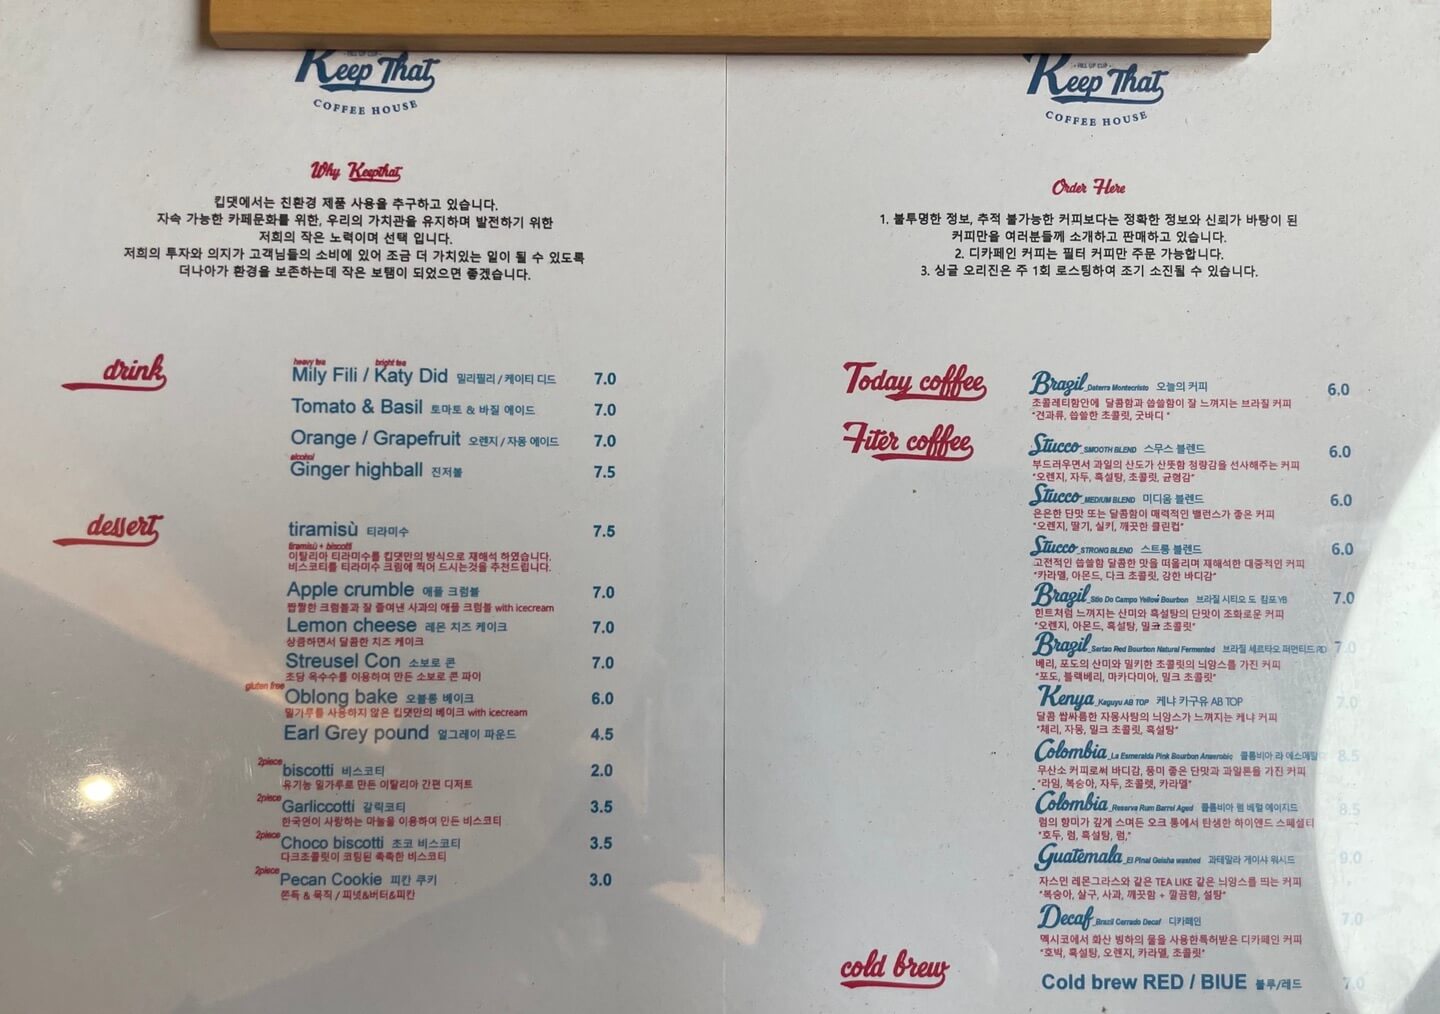 Keep That
COFFEE HOUSE
Why Keepthat
킵댓에서는 친환경 제품 사용을 추구하고 있습니다.
자속 가능한 카페문화를 위한, 우리의 가치관을 유지하며 발전하기 위한
저희의 작은 노력이며 선택 입니다.
저희의 투자와 의지가 고객님들의 소비에 있어 조금 더 가치있는 일이 될 수 있도록
더나아가 환경을 보존하는데 작은 보탬이 되었으면 좋겠습니다.
drink
heavy tea bright tea
Mily Fili / Katy Did 밀리필리 / 케이티 디드 7.0
Tomato & Basil 토마토 & 바질 에이드 7.0
Orange / Grapefruit 오렌지 / 자몽 에이드 7.0
alcohol
Ginger highball 진저볼 7.5
dessert
tiramisù 티라미수 7.5
tiramisù + biscotti
이탈리아 티라미수를 킵댓만의 방식으로 재해석 하였습니다.
비스코티를 티라미수 크림에 찍어 드시는것을 추천드립니다.
Apple crumble 애플 크럼블 7.0
짭짤한 크럼블과 잘 졸여낸 사과의 애플 크럼블 with icecream
Lemon cheese 레몬 치즈 케이크 7.0
상큼하면서 달콤한 치즈 케이크
Streusel Con 소보로 콘 7.0
초당 옥수수를 이용하여 만든 소보로 콘 파이
gluten free
Oblong bake 오블롱 베이크 6.0
밀가루를 사용하지 않은 킵댓만의 베이크 with icecream
Earl Grey pound 얼그레이 파운드 4.5
2piece
biscotti 비스코티 2.0
유기농 밀가루로 만든 이탈리아 간편 디저트
2piece
Garliccotti 갈릭코티 3.5
한국연이 사랑하는 마늘을 이용하여 만든 비스코티
2piece
Choco biscotti 초코 비스코티 3.5
다크초콜릿이 코팅된 촉촉한 비스코티
2piece
Pecan Cookie 피칸 쿠키 3.0
쫀득 & 묵직 / 피넛&버터&피칸
- FILL UP CUP -
Keep That
COFFEE HOUSE
Order Here
1. 불투명한 정보, 추적 불가능한 커피보다는 정확한 정보와 신뢰가 바탕이 된
커피만을 여러분들께 소개하고 판매하고 있습니다.
2. 디카페인 커피는 필터 커피만 주문 가능합니다.
3. 싱글 오리진은 주 1회 로스팅하여 조기 소진될 수 있습니다.
Today coffee
Brazil_Daterra Montecristo 오늘의 커피 6.0
초콜레티함안에 달콤함과 씁쓸함이 잘 느껴지는 브라질 커피
"견과류, 씁쓸한 초콜릿, 굿바디 "
Fiter coffee
Stucco_SMOOTH BLEND 스무스 블렌드 6.0
부드러우면서 과일의 산도가 산뜻함 청량감을 선사해주는 커피
"오렌지, 자두, 흑설탕, 초콜릿, 균형감"
Stucco_MEDIUM BLEND 미디움 블렌드 6.0
은은한 단맛 또는 달콤함이 매력적인 밸런스가 좋은 커피
"오렌지, 딸기, 실키, 깨끗한 클린컵"
Stucco_STRONG BLEND 스트롱 블렌드 6.0
고전적인 씁쓸함 달콤한 맛을 떠올리며 재해석한 대중적인 커피
"카라멜, 아몬드, 다크 초콜릿, 강한 바디감"
Brazil_Sitio Do Campo Yellow Bourbon 브라질 시티오 도 캄포 YB 7.0
힌트처럼 느껴지는 산미와 흑설탕의 단맛이 조화로운 커피
"오렌지, 아몬드, 흑설탕, 밀크 초콜릿"
Brazil_Sertao Red Bourbon Natural Fermented 브라질 세르타오 퍼먼티드 RD 7.0
베리, 포도의 산미와 밀키한 초콜릿의 늬앙스를 가진 커피
"포도, 블랙베리, 마카다미아, 밀크 초콜릿"
Kenya_Kaguyu AB TOP 케냐 카구유 AB TOP 7.0
달콤 쌉싸름한 자몽사탕의 늬앙스가 느껴지는 케냐 커피
"체리, 자몽, 밀크 초콜릿, 흑설탕"
Colombia_La Esmeralda Pink Bourbon Anaerobic 콜롬비아 라 에스메랄다 8.5
무산소 커피로써 바디감, 풍미 좋은 단맛과 과일톤을 가진 커피
"라임, 복숭아, 자두, 초콜릿, 카라멜"
Colombia_Reserva Rum Barrel Aged 콜롬비아 럼 베럴 에이지드 8.5
럼의 향미가 깊게 스며든 오크 통에서 탄생한 하이엔드 스페셜티
"호두, 럼, 흑설탕, 럼,"
Guatemala_El Pinal Geisha washed 과테말라 게이샤 워시드 9.0
자스민 레몬그라스와 같은 TEA LIKE 같은 늬앙스를 띄는 커피
"복숭아, 살구, 사과, 깨끗함 + 깔끔함, 설탕"
Decaf_Brazil Cerrado Decaf 디카페인 7.0
멕시코에서 화산 빙하의 물을 사용한특허받은 디카페인 커피
"호박, 흑설탕, 오렌지, 카라멜, 초콜릿"
cold brew
Cold brew RED / BlUE 블루/레드 7.0